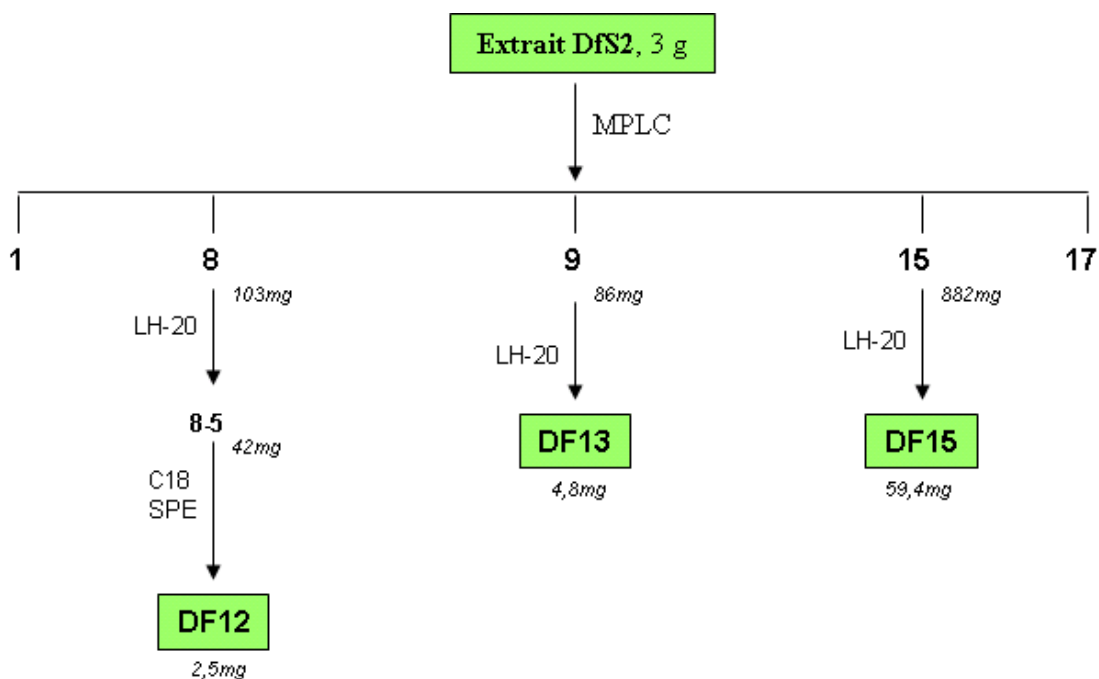 Extrait DfS2, 3 g
MPLC
1
8
9
15
17
103mg
86mg
882mg
LH-20
LH-20
LH-20
8-5
42mg
DF13
DF15
4,8mg
59,4mg
C18
SPE
DF12
2,5mg